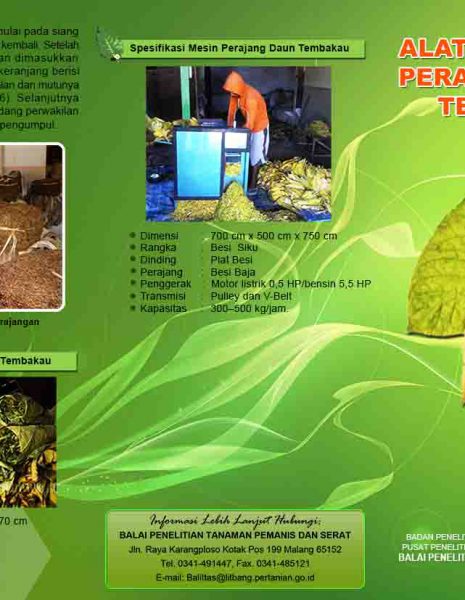 mulai pada siang
kembali. Setelah
an dimasukkan
keranjang berisi
lan dan mutunya
6). Selanjutnya
dang perwakilan
pengumpul.
rajangan
Tembakau
70 cm
Spesifikasi Mesin Perajang Daun Tembakau
Dimensi : 700 cm x 500 cm x 750 cm
Rangka : Besi Siku
Dinding : Plat Besi
Perajang : Besi Baja
Penggerak : Motor listrik 0,5 HP/bensin 5,5 HP
Transmisi : Pulley dan V-Belt
Kapasitas : 300–500 kg/jam.
Informasi Lebih Lanjut Hubungi;
BALAI PENELITIAN TANAMAN PEMANIS DAN SERAT
Jln. Raya Karangploso Kotak Pos 199 Malang 65152
Tel. 0341-491447, Fax. 0341-485121
E-mail: Balittas@litbang.pertanian.go.id
ALAT
PERA
TE
BADAN PENELI
PUSAT PENELITI
BALAI PENELITI